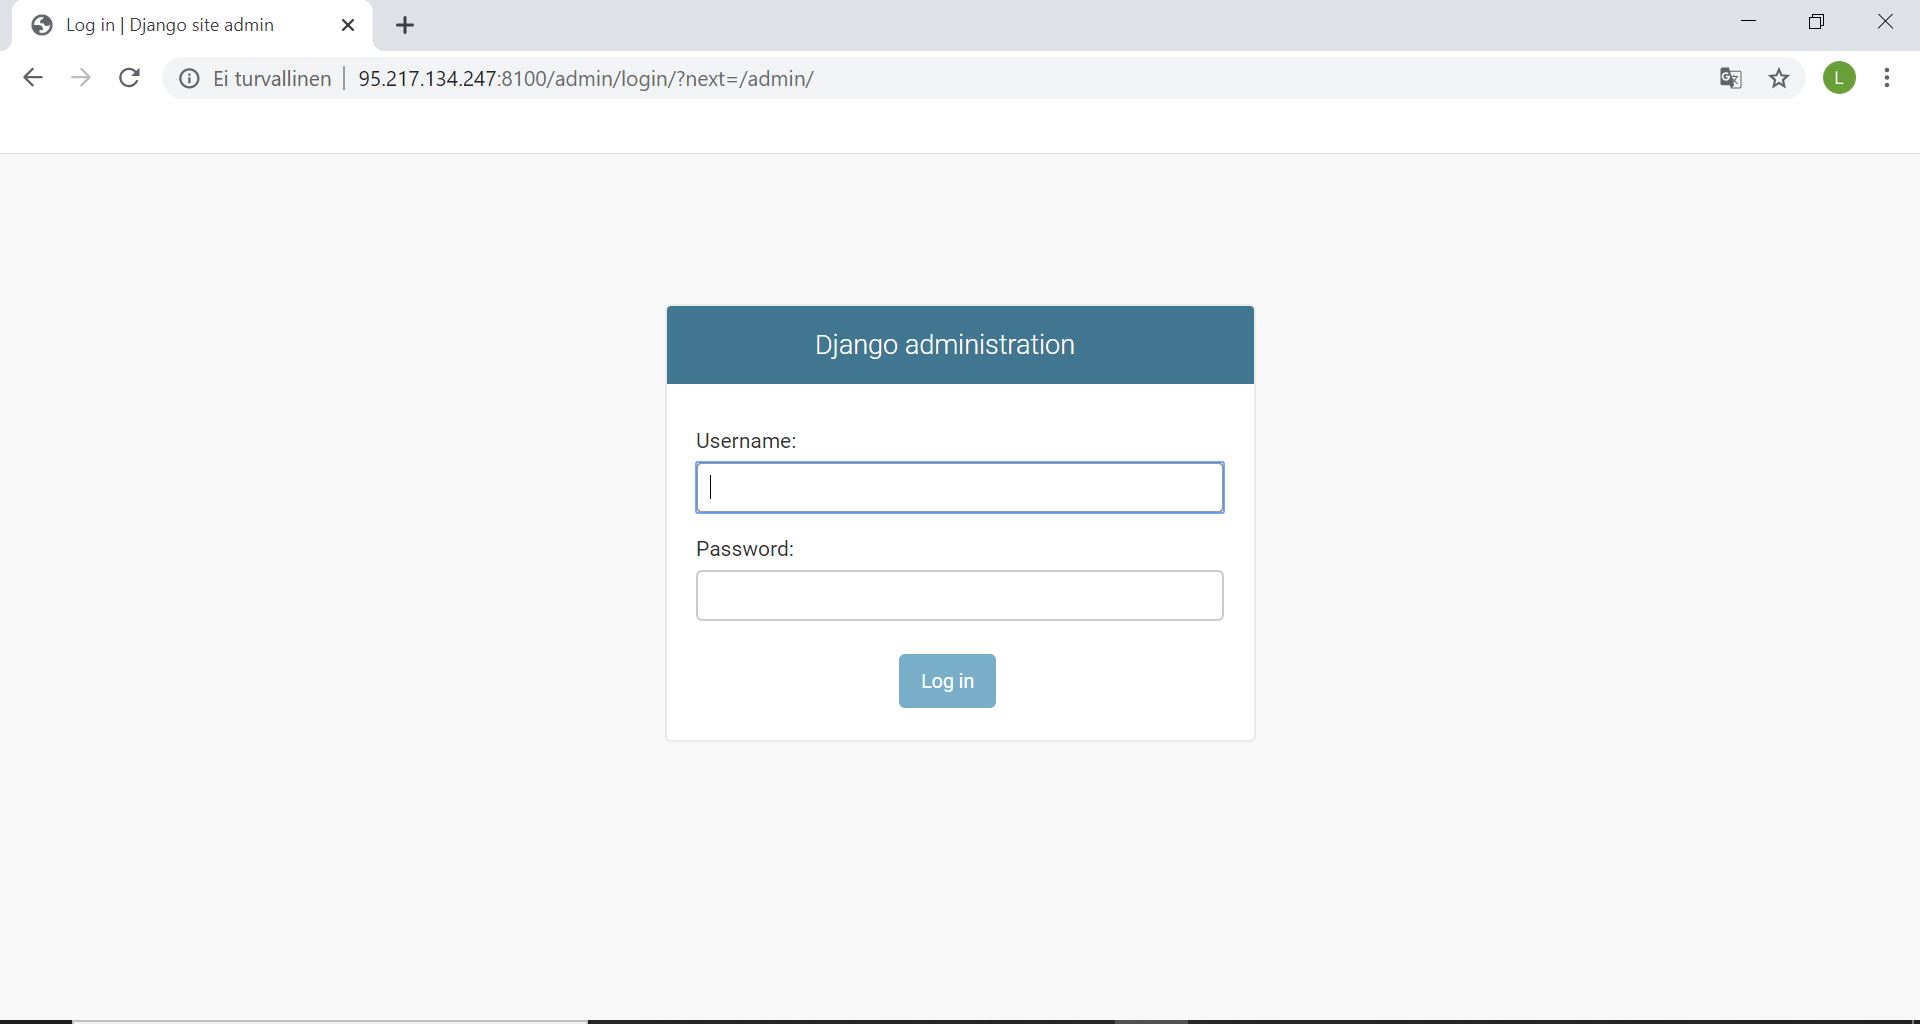 Log in | Django site admin
Ei turvallinen 95.217.134.247:8100/admin/login/?next=/admin/
L
Django administration
Username:
Password:
Log in